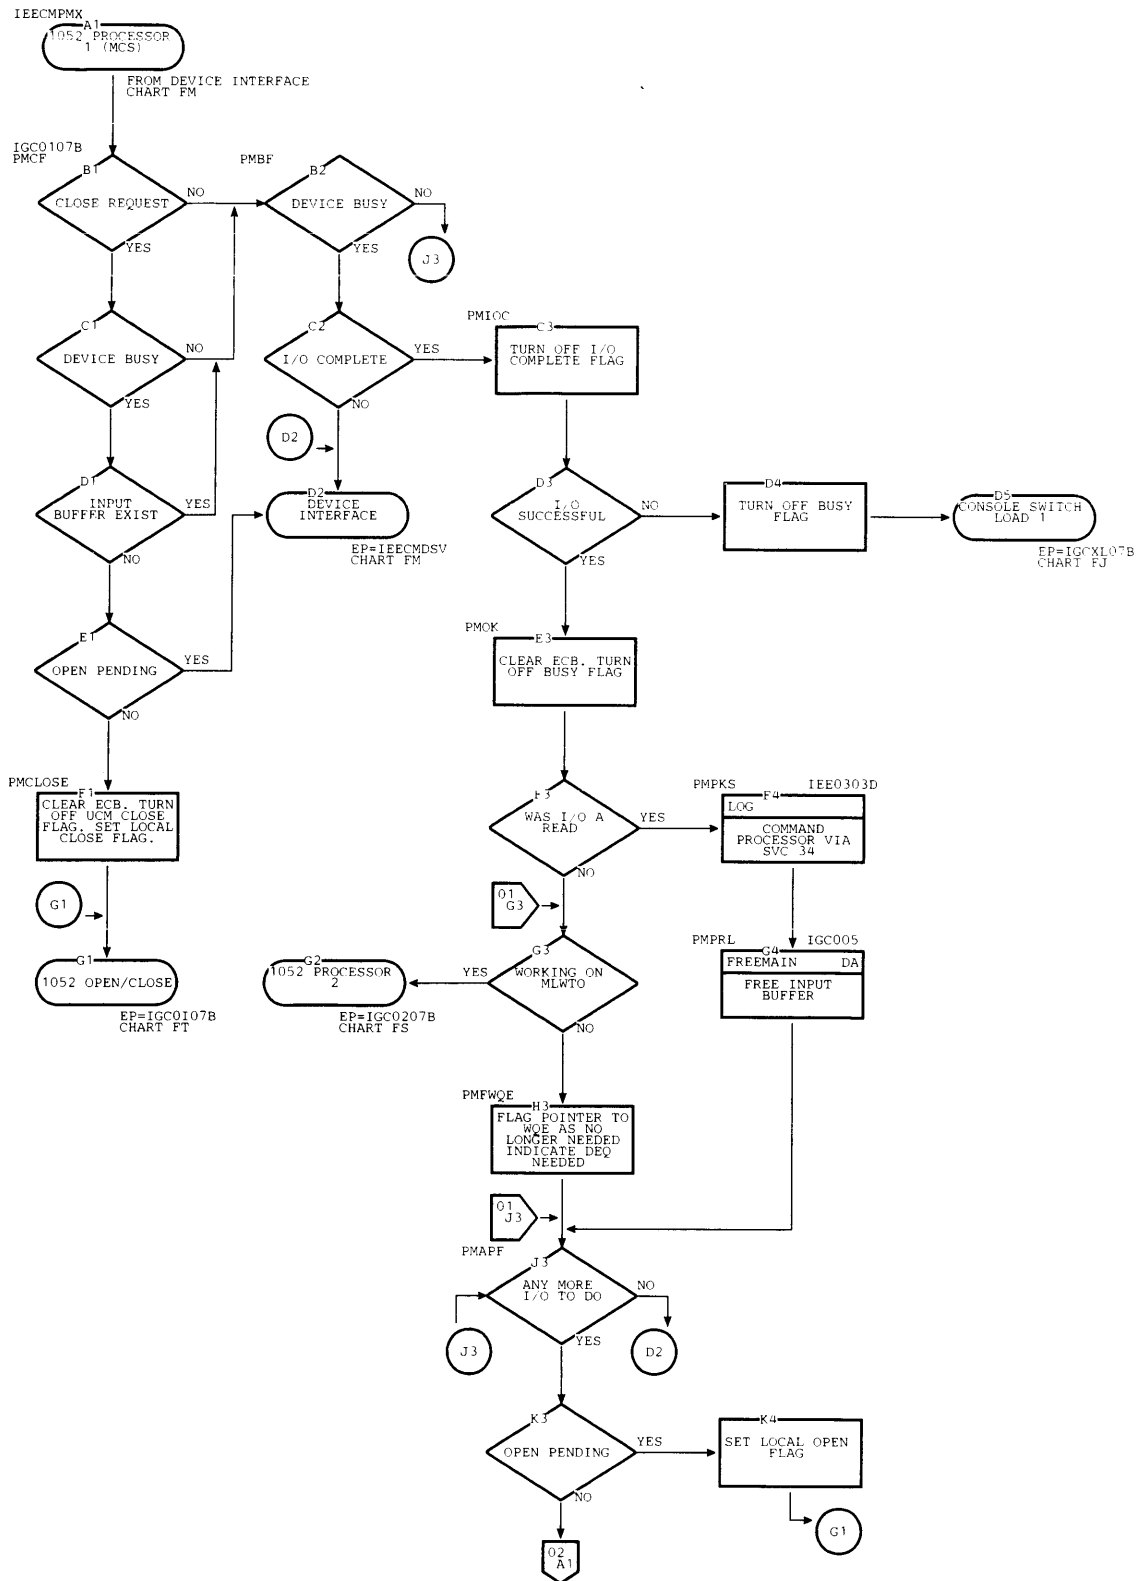 IEECMPMX
A1
1052 PROCESSOR
1 (MCS)
FROM DEVICE INTERFACE
CHART FM
IGC0107B
PMCF
B1
CLOSE REQUEST
NO
YES
PMBF
B2
DEVICE BUSY
NO
YES
J3
C1
DEVICE BUSY
NO
YES
C2
I/O COMPLETE
YES
NO
PMIOC
C3
TURN OFF I/O
COMPLETE FLAG
D2
D1
INPUT
BUFFER EXIST
YES
NO
D2
DEVICE
INTERFACE
EP=IEECMDSV
CHART FM
D3
I/O
SUCCESSFUL
NO
YES
D4
TURN OFF BUSY
FLAG
D5
CONSOLE SWITCH
LOAD 1
EP=IGCXL07B
CHART FJ
E1
OPEN PENDING
YES
NO
PMOK
E3
CLEAR ECB. TURN
OFF BUSY FLAG
PMCLOSE
F1
CLEAR ECB. TURN
OFF UCM CLOSE
FLAG. SET LOCAL
CLOSE FLAG.
F3
WAS I/O A
READ
YES
NO
PMPKS
IEE0303D
F4
LOG
COMMAND
PROCESSOR VIA
SVC 34
G1
01
G3
G1
1052 OPEN/CLOSE
EP=IGC0I07B
CHART FT
G2
1052 PROCESSOR
2
EP=IGC0207B
CHART FS
G3
WORKING ON
MLWTO
YES
NO
PMPRL
IGC005
G4
FREEMAIN DA
FREE INPUT
BUFFER
PMFWQE
H3
FLAG POINTER TO
WQE AS NO
LONGER NEEDED
INDICATE DEQ
NEEDED
01
J3
PMAPF
J3
ANY MORE
I/O TO DO
NO
YES
J3
D2
K3
OPEN PENDING
YES
NO
K4
SET LOCAL OPEN
FLAG
G1
02
A1